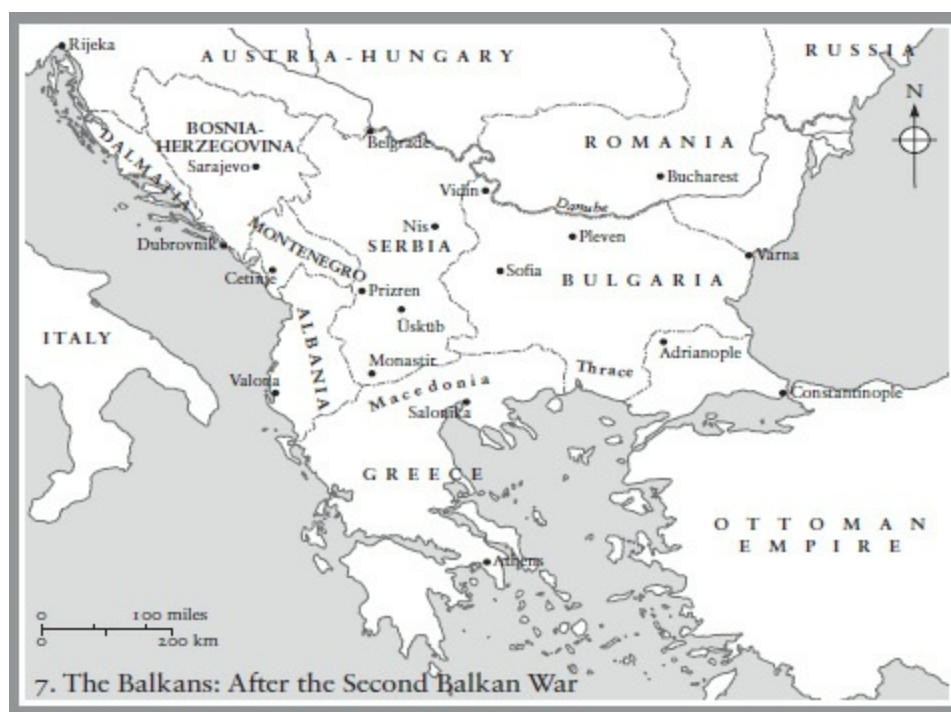 Rijeka
AUSTRIA-HUNGARY
RUSSIA
N
BOSNIA-
HERZEGOVINA
Sarajevo
DALMATIA
Belgrade
ROMANIA
Bucharest
Vidin
Danube
Nis
SERBIA
Pleven
MONTENEGRO
Dubrovnik
Cetinje
Varna
Sofia
BULGARIA
Prizren
Üsküb
ITALY
ALBANIA
Monastir
Adrianople
Thrace
Valona
Macedonia
Salonika
Constantinople
GREECE
OTTOMAN
EMPIRE
Athens
0 100 miles
0 200 km
7. The Balkans: After the Second Balkan War